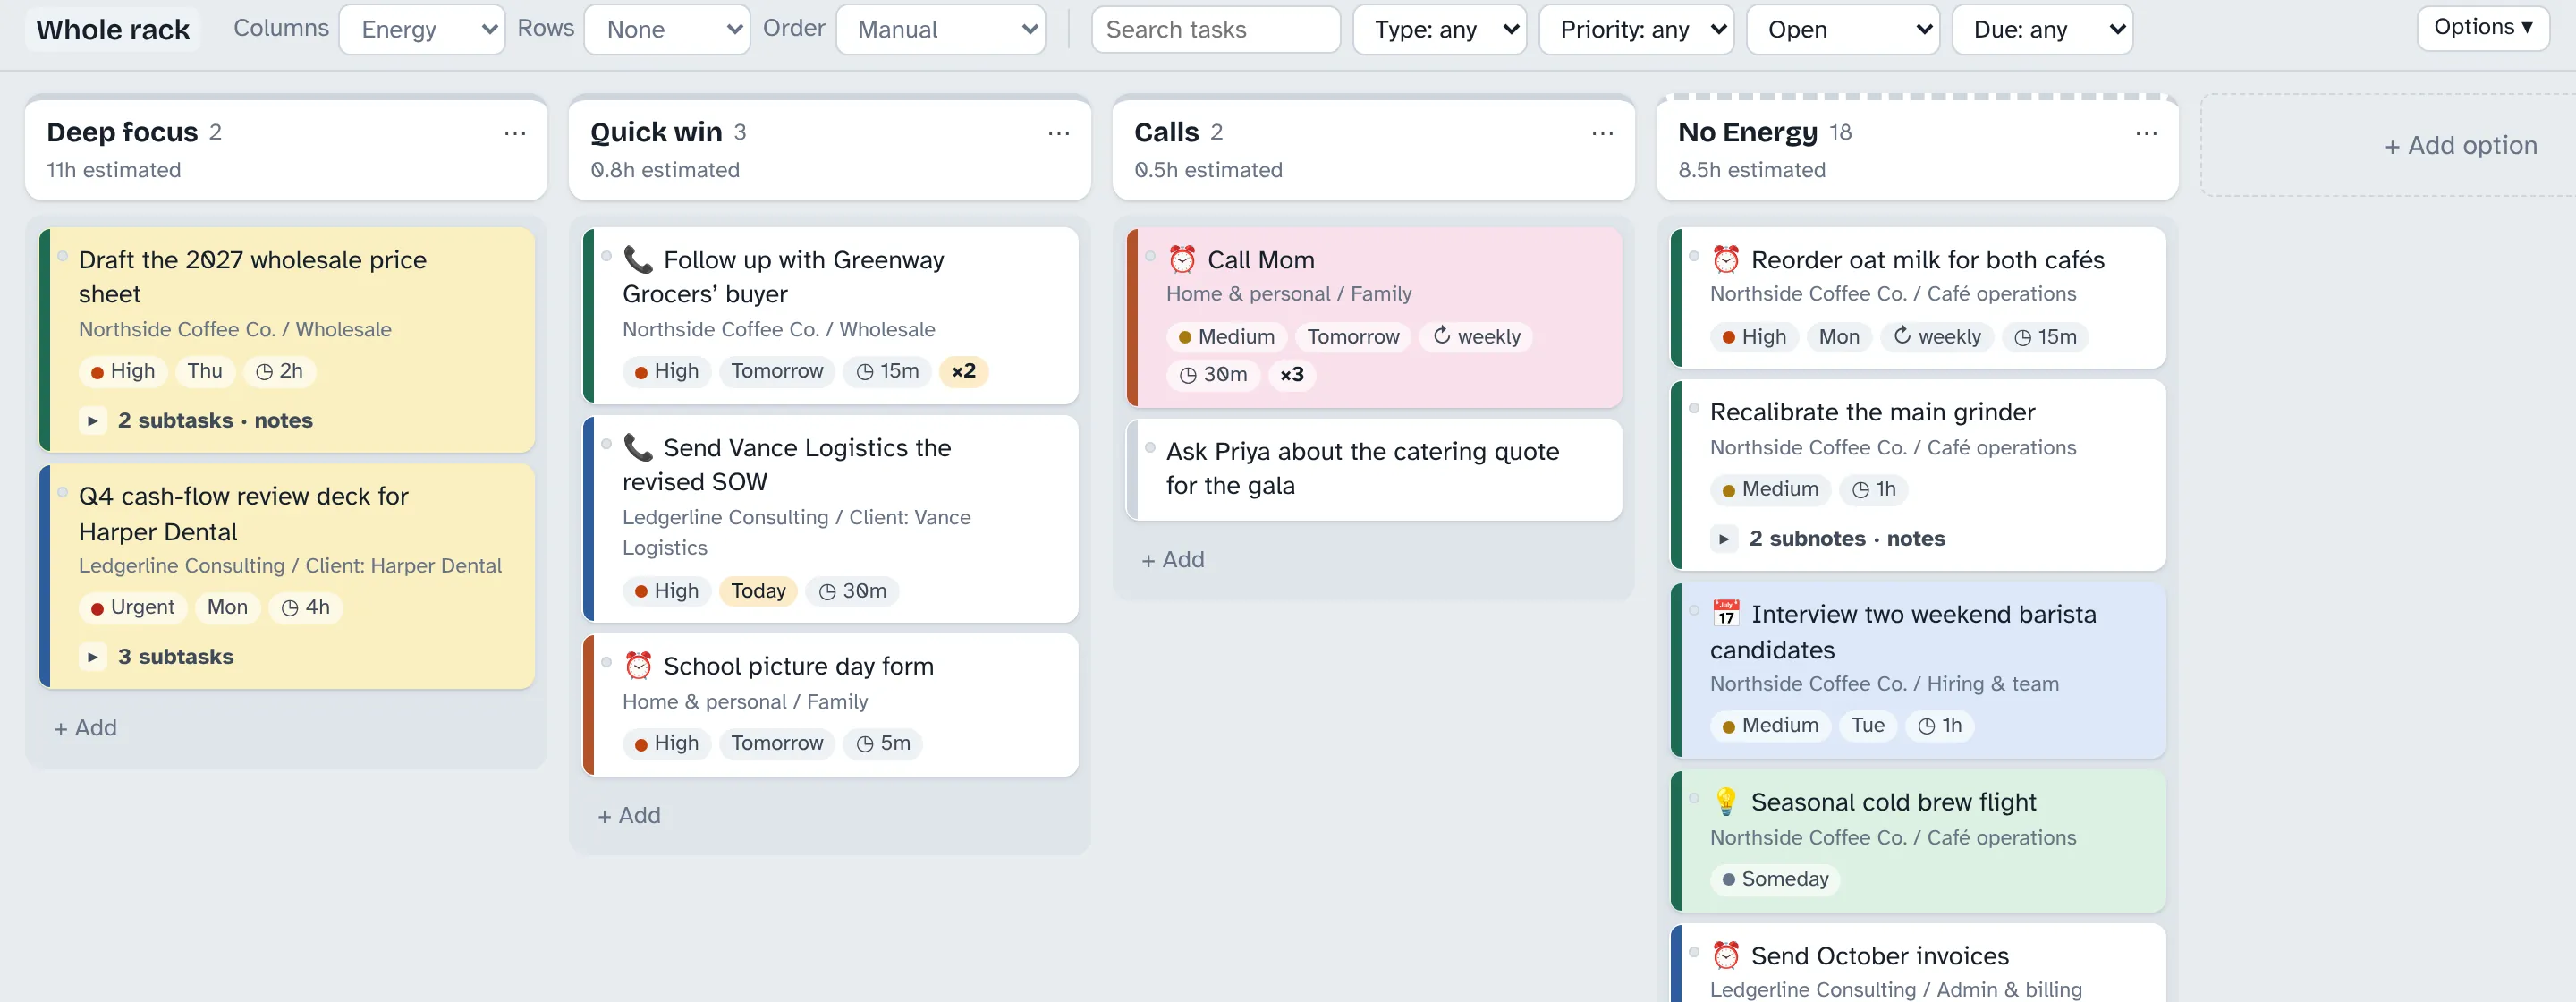 Whole rack Columns Energy Rows None Order Manual Search tasks Type: any Priority: any Open Due: any Options ▾
Deep focus 2 ...
11h estimated
Draft the 2027 wholesale price
sheet
Northside Coffee Co. / Wholesale
High Thu 2h
2 subtasks · notes
Q4 cash-flow review deck for
Harper Dental
Ledgerline Consulting / Client: Harper Dental
Urgent Mon 4h
3 subtasks
+ Add
Quick win 3 ...
0.8h estimated
Follow up with Greenway
Grocers’ buyer
Northside Coffee Co. / Wholesale
High Tomorrow 15m ×2
Send Vance Logistics the
revised SOW
Ledgerline Consulting / Client: Vance
Logistics
High Today 30m
School picture day form
Home & personal / Family
High Tomorrow 5m
+ Add
Calls 2 ...
0.5h estimated
Call Mom
Home & personal / Family
Medium Tomorrow weekly
30m ×3
Ask Priya about the catering quote
for the gala
+ Add
No Energy 18 ...
8.5h estimated
Reorder oat milk for both cafés
Northside Coffee Co. / Café operations
High Mon weekly 15m
Recalibrate the main grinder
Northside Coffee Co. / Café operations
Medium 1h
2 subnotes · notes
Interview two weekend barista
candidates
Northside Coffee Co. / Hiring & team
Medium Tue 1h
Seasonal cold brew flight
Northside Coffee Co. / Café operations
Someday
Send October invoices
Ledgerline Consulting / Admin & billing
+ Add option